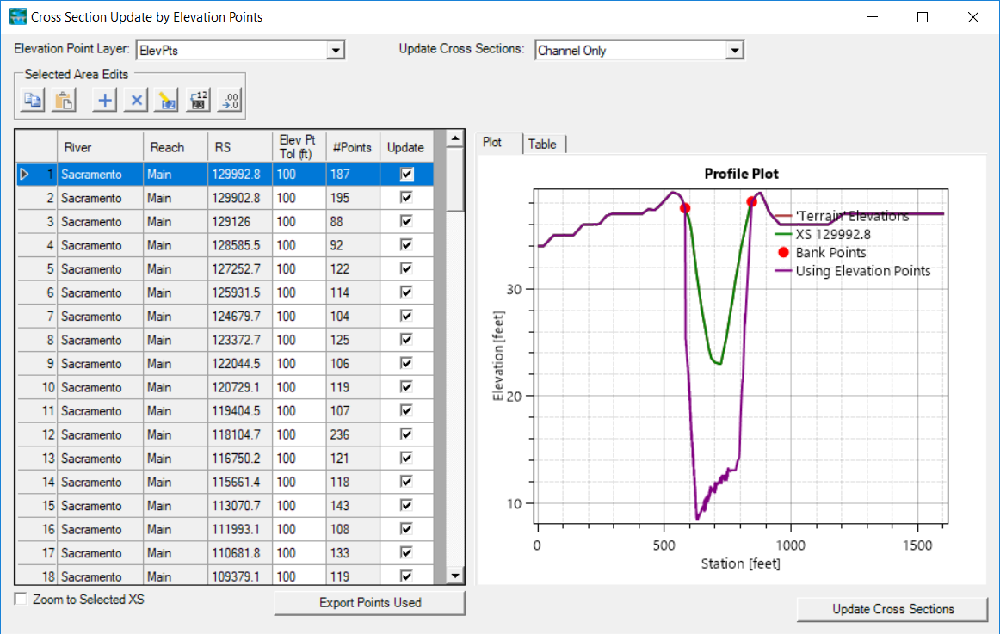 Cross Section Update by Elevation Points
Elevation Point Layer: ElevPts Update Cross Sections: Channel Only
Selected Area Edits
River Reach RS Elev Pt Tol (ft) #Points Update
1 Sacramento Main 129992.8 100 187
2 Sacramento Main 129902.8 100 195
3 Sacramento Main 129126 100 88
4 Sacramento Main 128585.5 100 92
5 Sacramento Main 127252.7 100 122
6 Sacramento Main 125931.5 100 114
7 Sacramento Main 124679.7 100 104
8 Sacramento Main 123372.7 100 125
9 Sacramento Main 122044.5 100 106
10 Sacramento Main 120729.1 100 119
11 Sacramento Main 119404.5 100 107
12 Sacramento Main 118104.7 100 236
13 Sacramento Main 116750.2 100 121
14 Sacramento Main 115661.4 100 118
15 Sacramento Main 113070.7 100 143
16 Sacramento Main 111993.1 100 108
17 Sacramento Main 110681.8 100 133
18 Sacramento Main 109379.1 100 119
Zoom to Selected XS
Export Points Used
Plot Table
Profile Plot
'Terrain' Elevations
XS 129992.8
Bank Points
Using Elevation Points
Elevation [feet]
30
20
10
0 500 1000 1500
Station [feet]
Update Cross Sections